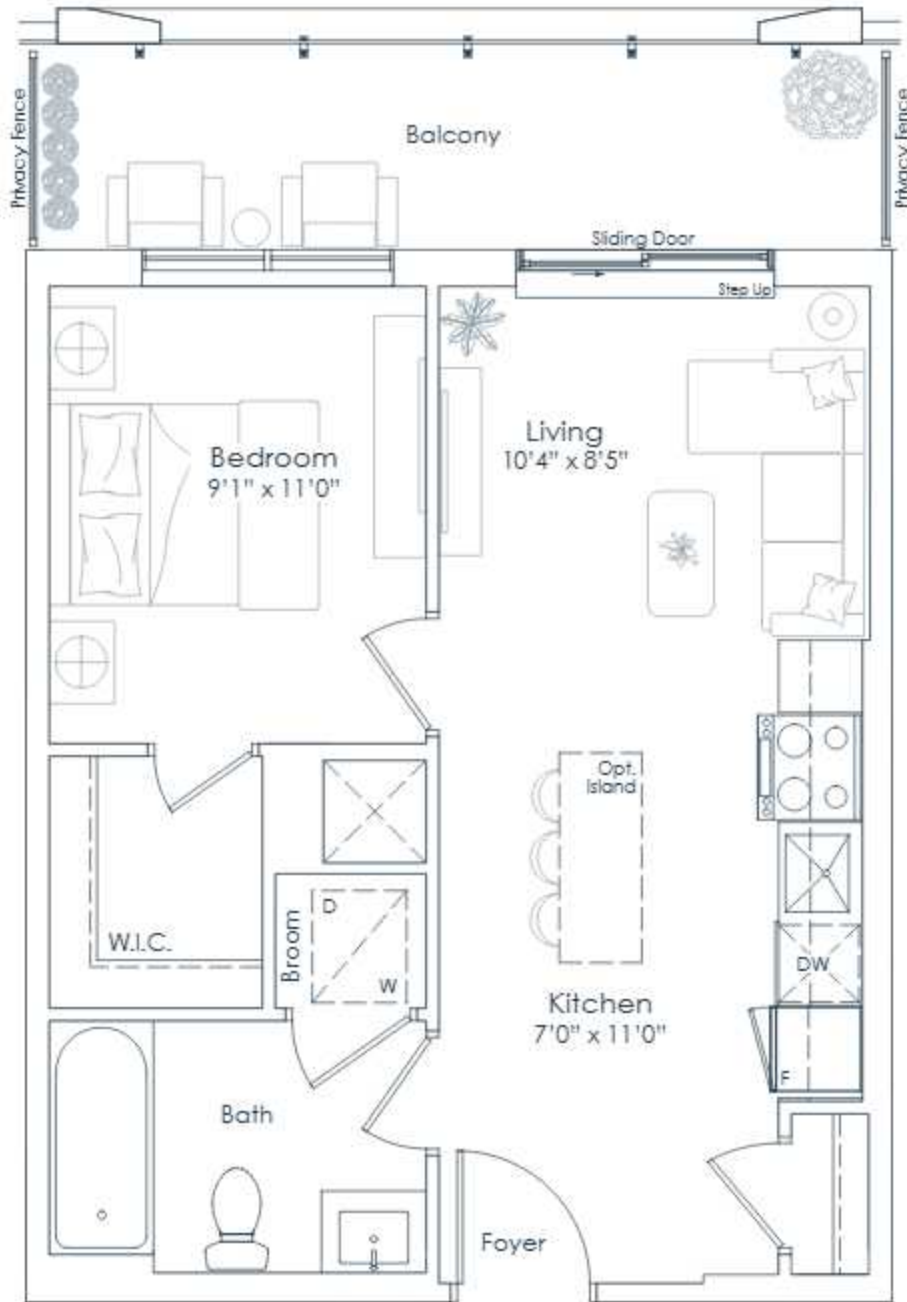 Privacy Fence
Balcony
Privacy Fence
Sliding Door
Step Up
Bedroom
9'1" x 11'0"
Living
10'4" x 8'5"
Opt.
Island
W.I.C.
Broom
D
W
DW
Kitchen
7'0" x 11'0"
F
Bath
Foyer